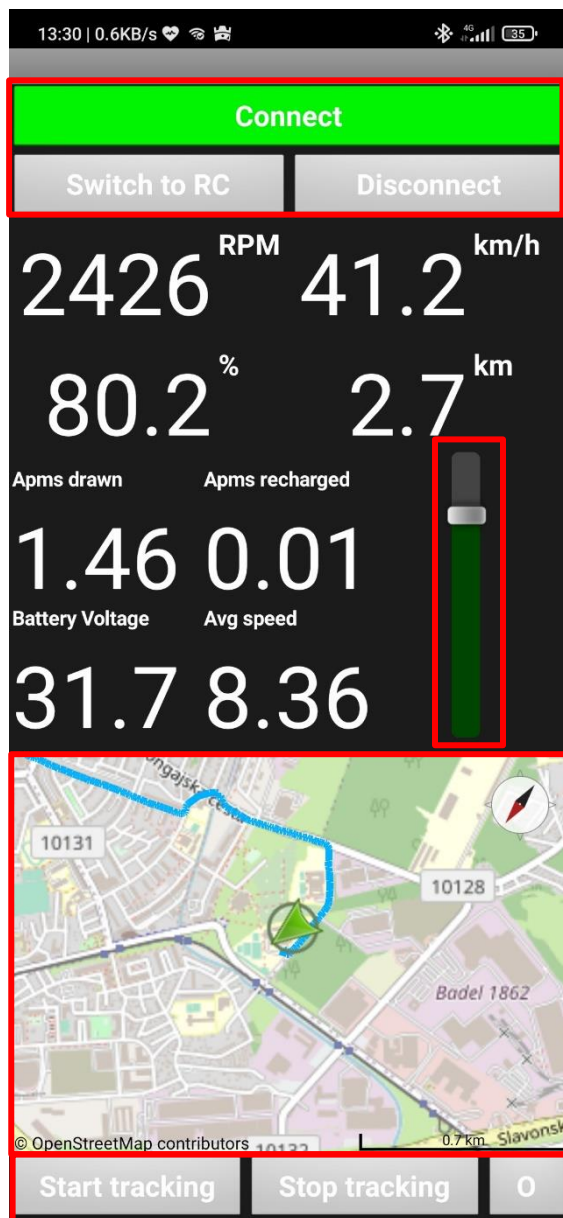 13:30 | 0.6KB/s 4G 35
Connect
Switch to RC Disconnect
2426 RPM 41.2 km/h
80.2 % 2.7 km
Apms drawn Apms recharged
1.46 0.01
Battery Voltage Avg speed
31.7 8.36
10131
10128
Badel 1862
© OpenStreetMap contributors 0.7 km Slavonsk
Start tracking Stop tracking O